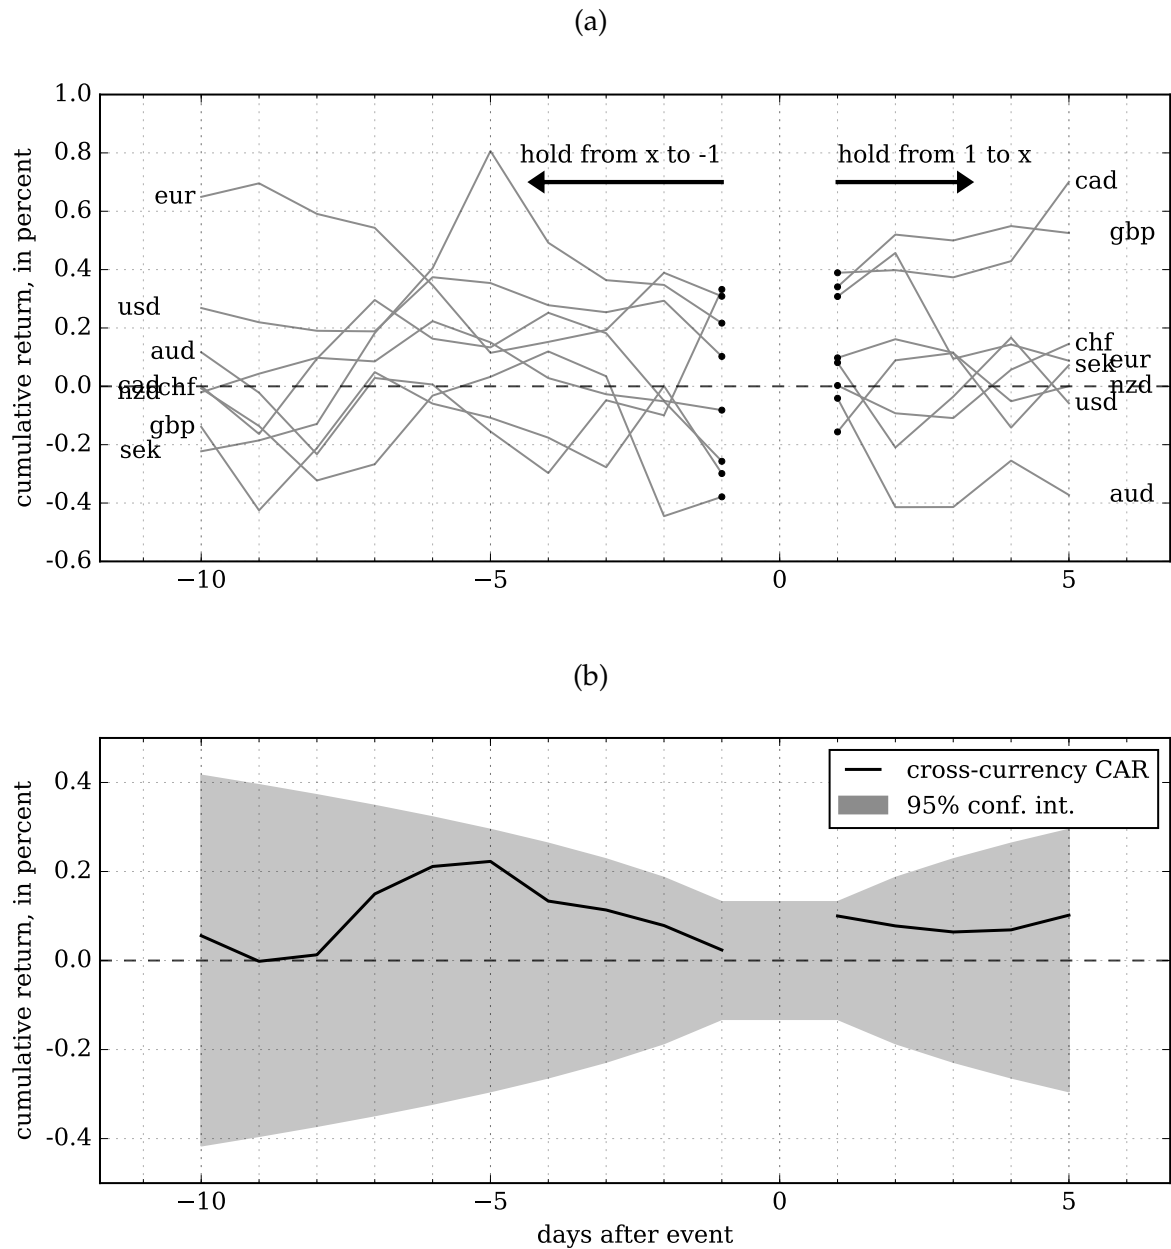 (a)
cumulative return, in percent
1.0
0.8
0.6
0.4
0.2
0.0
-0.2
-0.4
-0.6
hold from x to -1
hold from 1 to x
eur
usd
aud
cad
nzd
chf
gbp
sek
cad
gbp
chf
sek
eur
nzd
usd
aud
−10
−5
0
5
(b)
cumulative return, in percent
0.4
0.2
0.0
-0.2
-0.4
cross-currency CAR
95% conf. int.
−10
−5
0
5
days after event